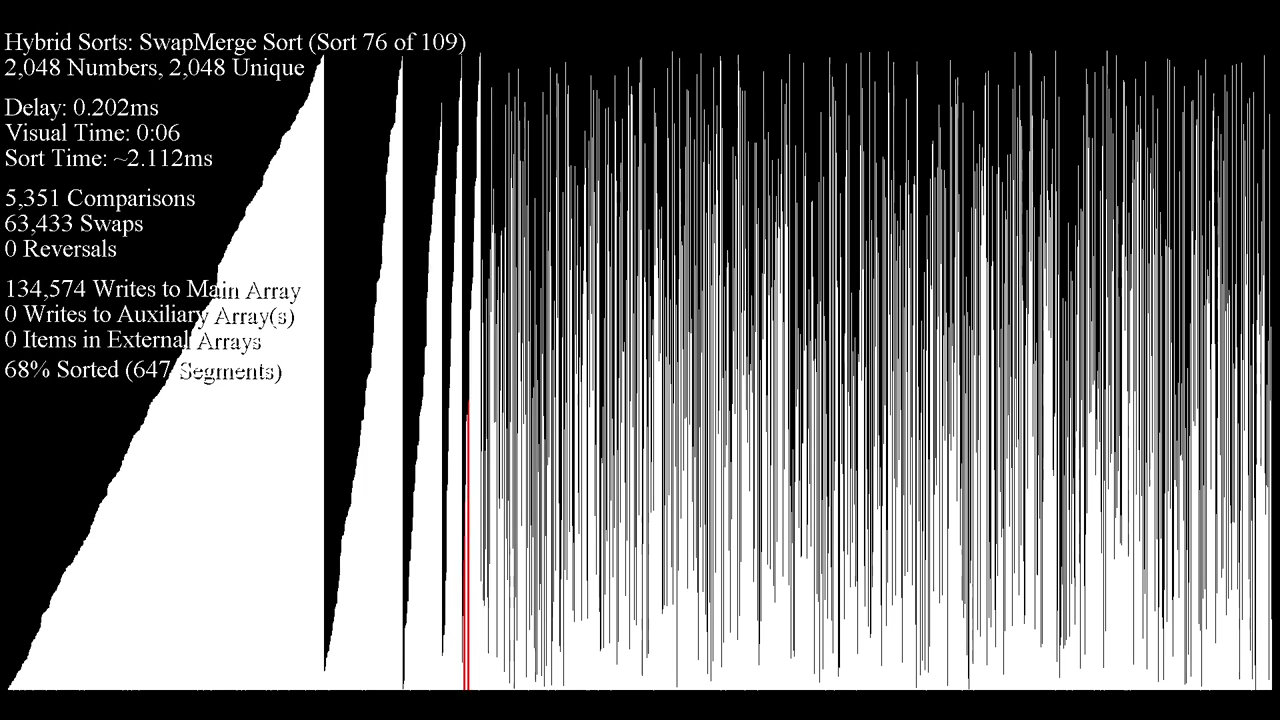 Hybrid Sorts: SwapMerge Sort (Sort 76 of 109)
2,048 Numbers, 2,048 Unique
Delay: 0.202ms
Visual Time: 0:06
Sort Time: ~2.112ms
5,351 Comparisons
63,433 Swaps
0 Reversals
134,574 Writes to Main Array
0 Writes to Auxiliary Array(s)
0 Items in External Arrays
68% Sorted (647 Segments)